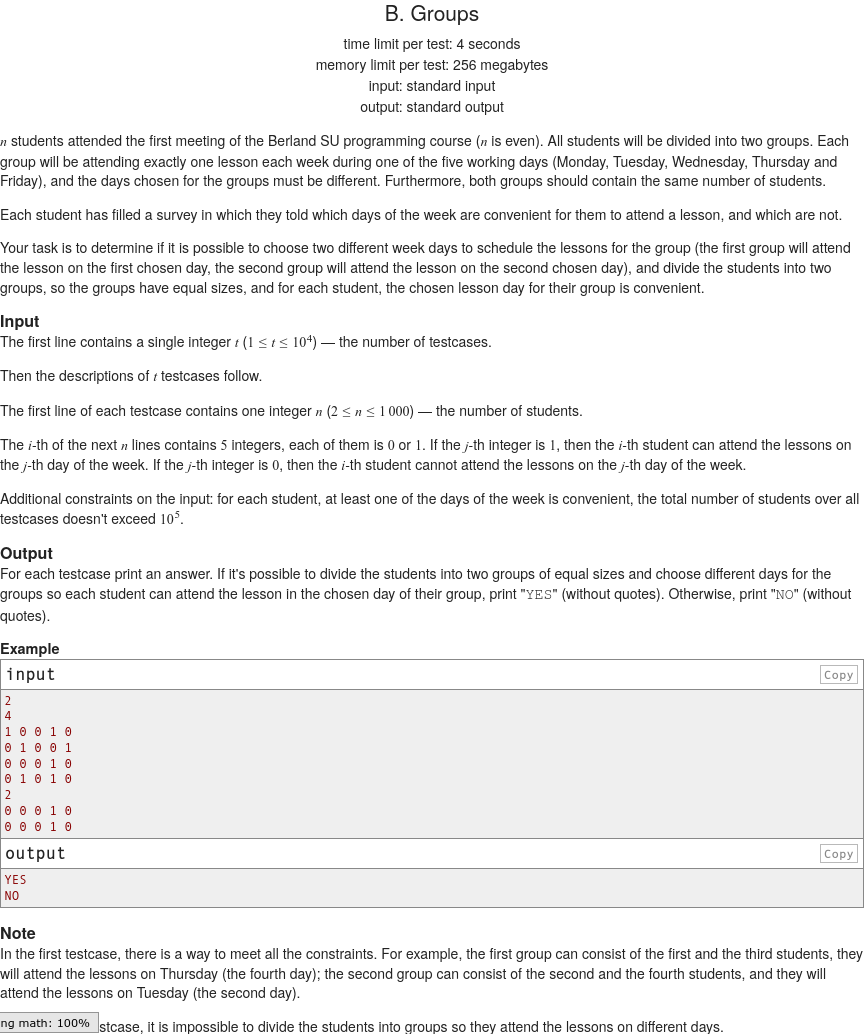 B. Groups
time limit per test: 4 seconds
memory limit per test: 256 megabytes
input: standard input
output: standard output
n students attended the first meeting of the Berland SU programming course (n is even). All students will be divided into two groups. Each
group will be attending exactly one lesson each week during one of the five working days (Monday, Tuesday, Wednesday, Thursday and
Friday), and the days chosen for the groups must be different. Furthermore, both groups should contain the same number of students.
Each student has filled a survey in which they told which days of the week are convenient for them to attend a lesson, and which are not.
Your task is to determine if it is possible to choose two different week days to schedule the lessons for the group (the first group will attend
the lesson on the first chosen day, the second group will attend the lesson on the second chosen day), and divide the students into two
groups, so the groups have equal sizes, and for each student, the chosen lesson day for their group is convenient.
Input
The first line contains a single integer t (1 ≤ t ≤ 10⁴) — the number of testcases.
Then the descriptions of t testcases follow.
The first line of each testcase contains one integer n (2 ≤ n ≤ 1 000) — the number of students.
The i-th of the next n lines contains 5 integers, each of them is 0 or 1. If the j-th integer is 1, then the i-th student can attend the lessons on
the j-th day of the week. If the j-th integer is 0, then the i-th student cannot attend the lessons on the j-th day of the week.
Additional constraints on the input: for each student, at least one of the days of the week is convenient, the total number of students over all
testcases doesn't exceed 10⁵.
Output
For each testcase print an answer. If it's possible to divide the students into two groups of equal sizes and choose different days for the
groups so each student can attend the lesson in the chosen day of their group, print "YES" (without quotes). Otherwise, print "NO" (without
quotes).
Example
input Copy
2
4
1 0 0 1 0
0 1 0 0 1
0 0 0 1 0
0 1 0 1 0
2
0 0 0 1 0
0 0 0 1 0
output Copy
YES
NO
Note
In the first testcase, there is a way to meet all the constraints. For example, the first group can consist of the first and the third students, they
will attend the lessons on Thursday (the fourth day); the second group can consist of the second and the fourth students, and they will
attend the lessons on Tuesday (the second day).
ng math: 100% stcase, it is impossible to divide the students into groups so they attend the lessons on different days.